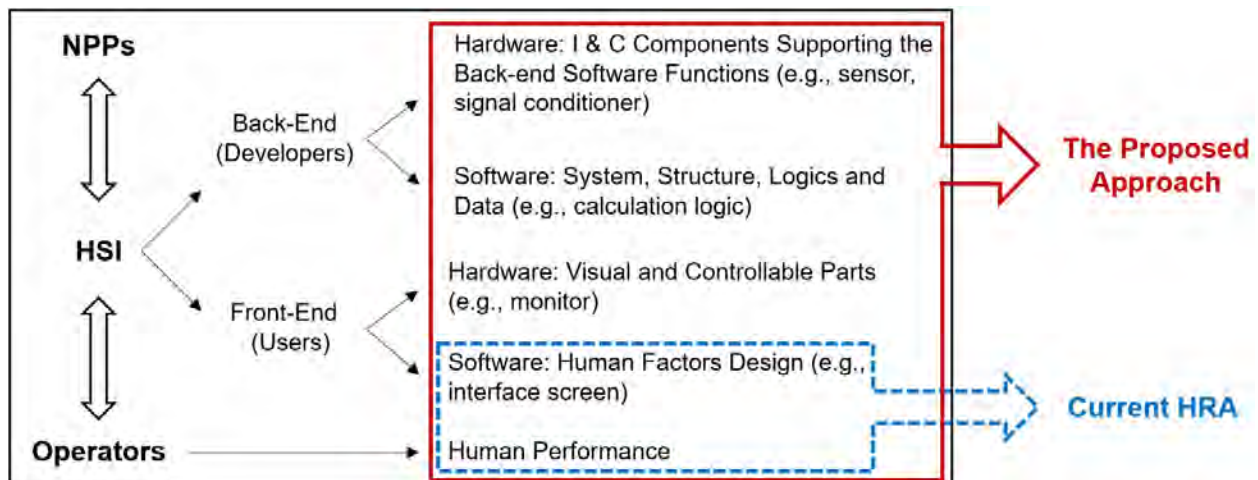 NPPs
HSI
Operators
Back-End
(Developers)
Front-End
(Users)
Hardware: I & C Components Supporting the
Back-end Software Functions (e.g., sensor,
signal conditioner)
Software: System, Structure, Logics and
Data (e.g., calculation logic)
Hardware: Visual and Controllable Parts
(e.g., monitor)
Software: Human Factors Design (e.g.,
interface screen)
Human Performance
The Proposed
Approach
Current HRA